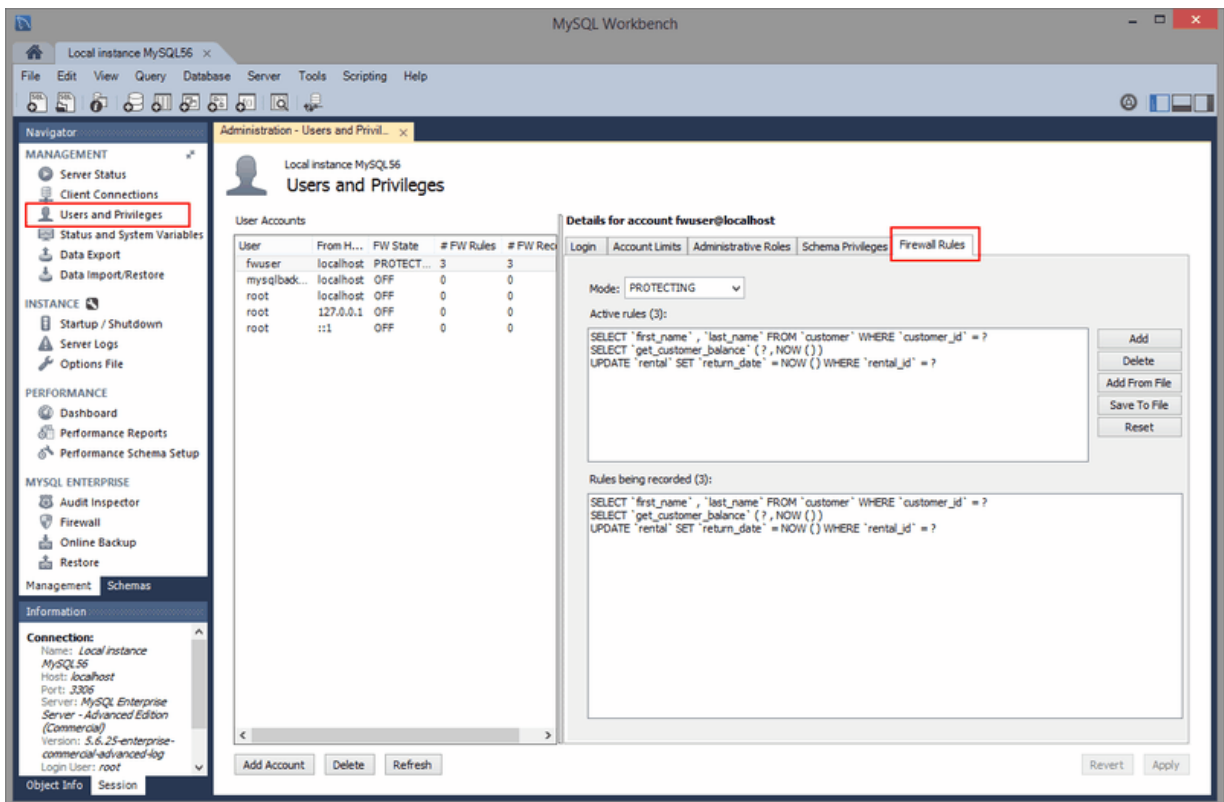 MySQL Workbench
Local instance MySQL56 ×
File Edit View Query Database Server Tools Scripting Help
Navigator
MANAGEMENT
Server Status
Client Connections
Users and Privileges
Status and System Variables
Data Export
Data Import/Restore
INSTANCE
Startup / Shutdown
Server Logs
Options File
PERFORMANCE
Dashboard
Performance Reports
Performance Schema Setup
MYSQL ENTERPRISE
Audit Inspector
Firewall
Online Backup
Restore
Management Schemas
Information
Connection:
Name: Local instance
MySQL56
Host: localhost
Port: 3306
Server: MySQL Enterprise
Server - Advanced Edition
(Commercial)
Version: 5.6.25-enterprise-
commercial-advanced-log
Login User: root
Object Info Session
Administration - Users and Privil... ×
Local instance MySQL56
Users and Privileges
User Accounts
User From H... FW State # FW Rules # FW Rec
fwuser localhost PROTECT... 3 3
mysqlback... localhost OFF 0 0
root localhost OFF 0 0
root 127.0.0.1 OFF 0 0
root ::1 OFF 0 0
Add Account Delete Refresh
Details for account fwuser@localhost
Login Account Limits Administrative Roles Schema Privileges Firewall Rules
Mode: PROTECTING
Active rules (3):
SELECT `first_name` , `last_name` FROM `customer` WHERE `customer_id` = ?
SELECT `get_customer_balance` ( ? , NOW ( ) )
UPDATE `rental` SET `return_date` = NOW ( ) WHERE `rental_id` = ?
Add
Delete
Add From File
Save To File
Reset
Rules being recorded (3):
SELECT `first_name` , `last_name` FROM `customer` WHERE `customer_id` = ?
SELECT `get_customer_balance` ( ? , NOW ( ) )
UPDATE `rental` SET `return_date` = NOW ( ) WHERE `rental_id` = ?
Revert Apply